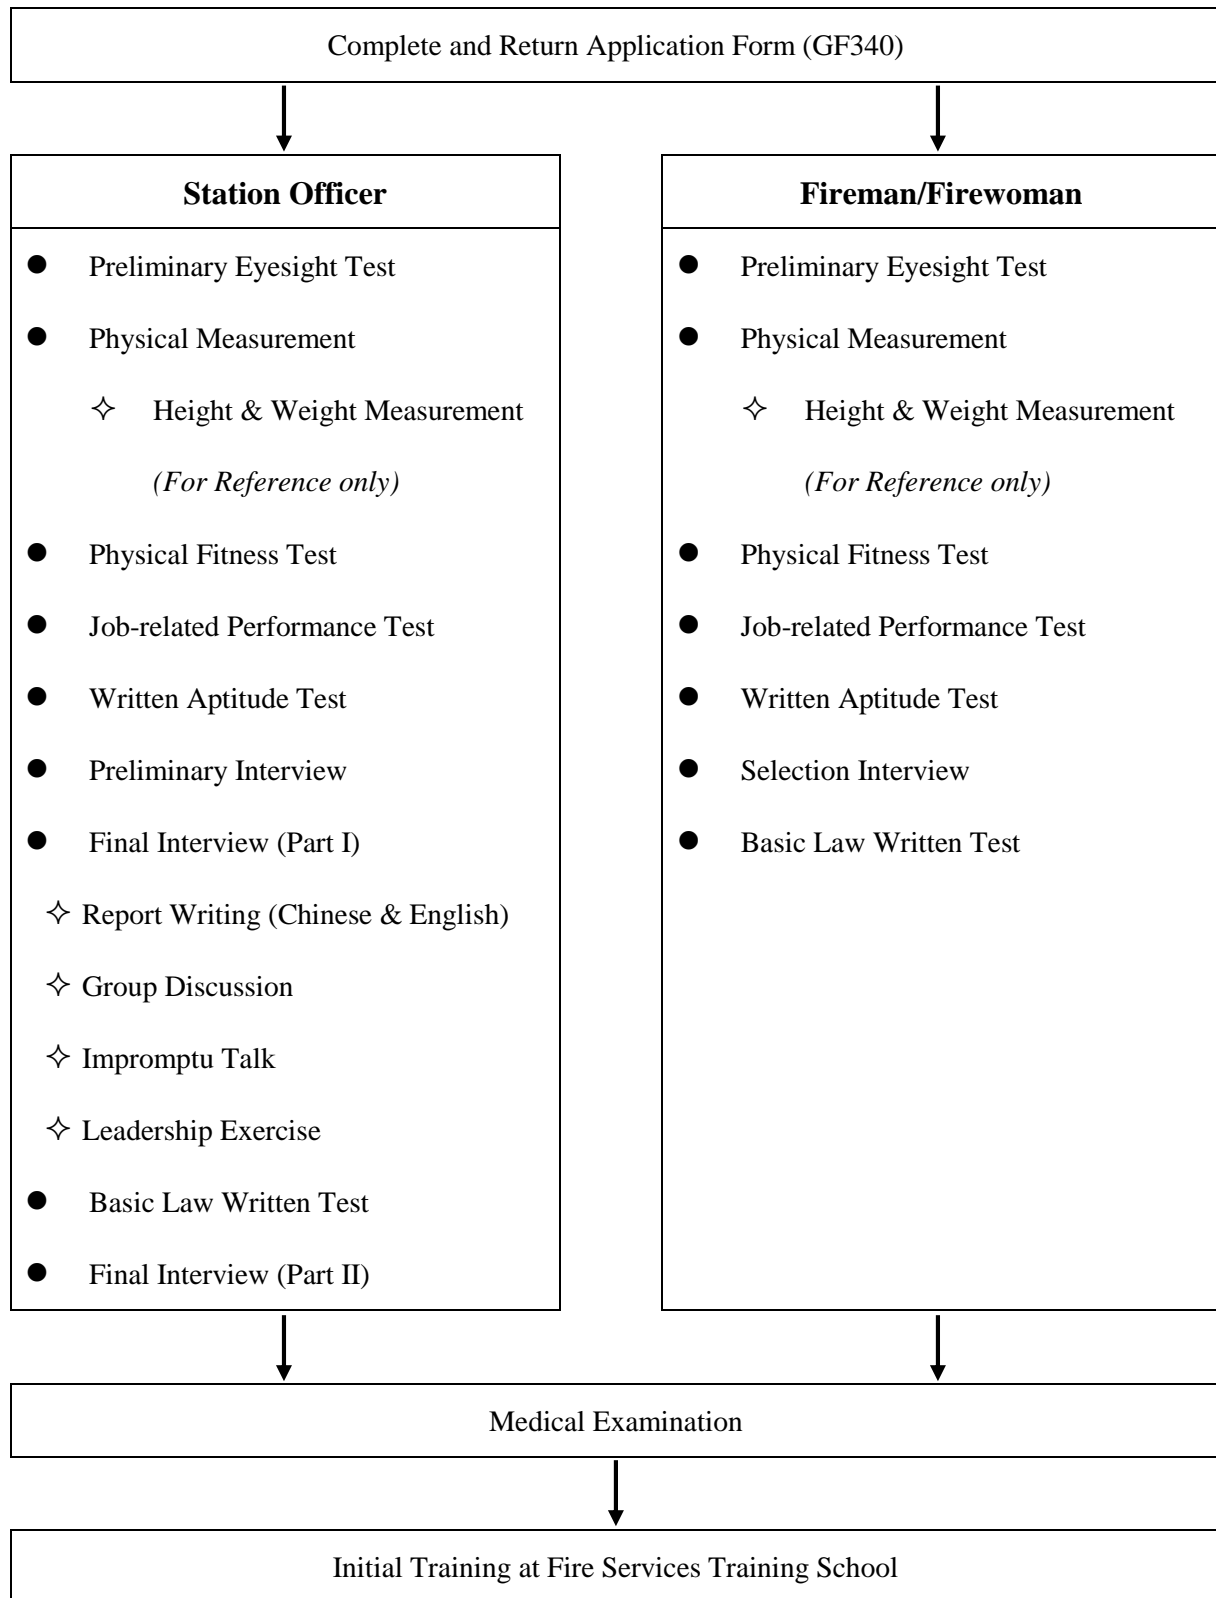 Complete and Return Application Form (GF340)
Station Officer
Preliminary Eyesight Test
Physical Measurement
Height & Weight Measurement
(For Reference only)
Physical Fitness Test
Job-related Performance Test
Written Aptitude Test
Preliminary Interview
Final Interview (Part I)
Report Writing (Chinese & English)
Group Discussion
Impromptu Talk
Leadership Exercise
Basic Law Written Test
Final Interview (Part II)
Fireman/Firewoman
Preliminary Eyesight Test
Physical Measurement
Height & Weight Measurement
(For Reference only)
Physical Fitness Test
Job-related Performance Test
Written Aptitude Test
Selection Interview
Basic Law Written Test
Medical Examination
Initial Training at Fire Services Training School